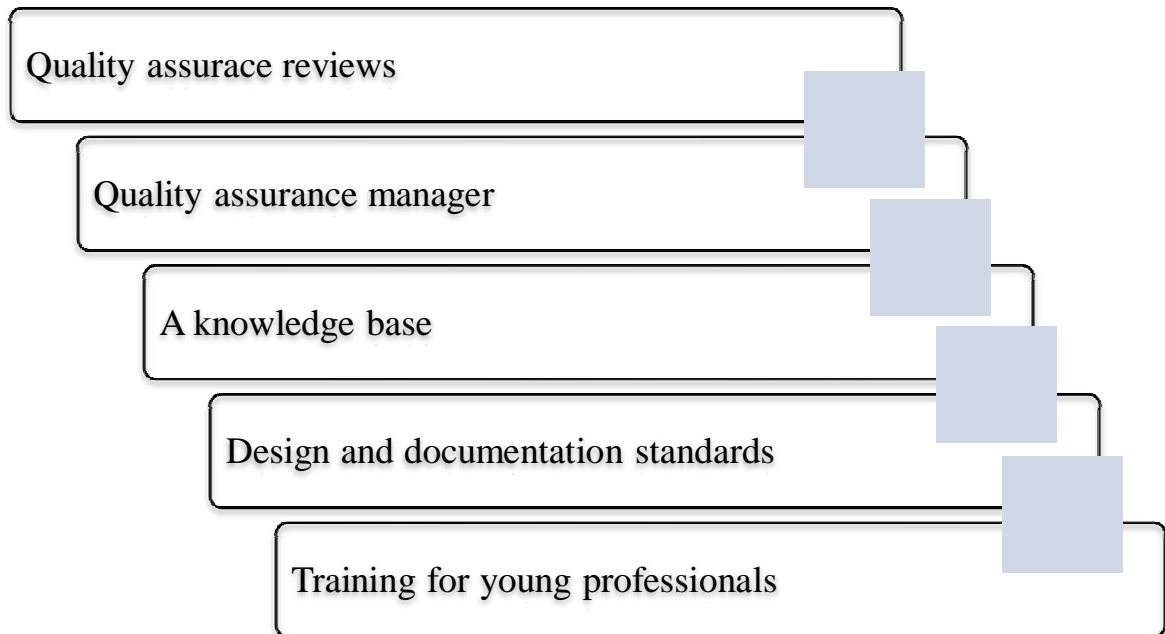 Quality assurace reviews
Quality assurance manager
A knowledge base
Design and documentation standards
Training for young professionals